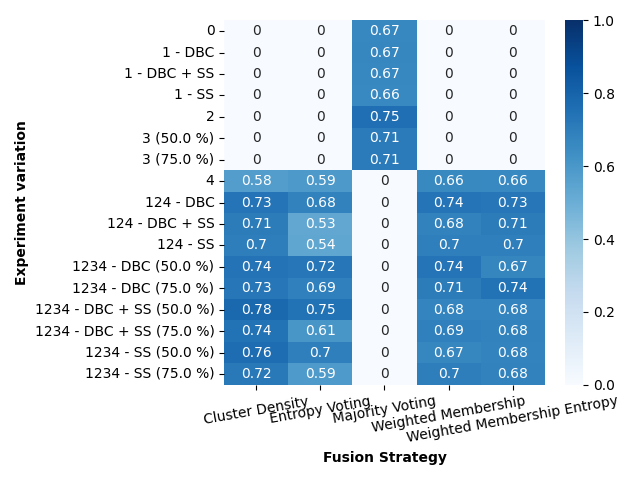 0 0 0 0.67 0 0 1.0
1 - DBC 0 0 0.67 0 0
1 - DBC + SS 0 0 0.67 0 0
1 - SS 0 0 0.66 0 0
2 0 0 0.75 0 0 0.8
3 (50.0 %) 0 0 0.71 0 0
3 (75.0 %) 0 0 0.71 0 0
4 0.58 0.59 0 0.66 0.66 0.6
124 - DBC 0.73 0.68 0 0.74 0.73
124 - DBC + SS 0.71 0.53 0 0.68 0.71
124 - SS 0.7 0.54 0 0.7 0.7 0.4
1234 - DBC (50.0 %) 0.74 0.72 0 0.74 0.67
1234 - DBC (75.0 %) 0.73 0.69 0 0.71 0.74
1234 - DBC + SS (50.0 %) 0.78 0.75 0 0.68 0.68 0.2
1234 - DBC + SS (75.0 %) 0.74 0.61 0 0.69 0.68
1234 - SS (50.0 %) 0.76 0.7 0 0.67 0.68
1234 - SS (75.0 %) 0.72 0.59 0 0.7 0.68 0.0
Experiment variation
Cluster Density
Entropy Voting
Majority Voting
Weighted Membership
Weighted Membership Entropy
Fusion Strategy